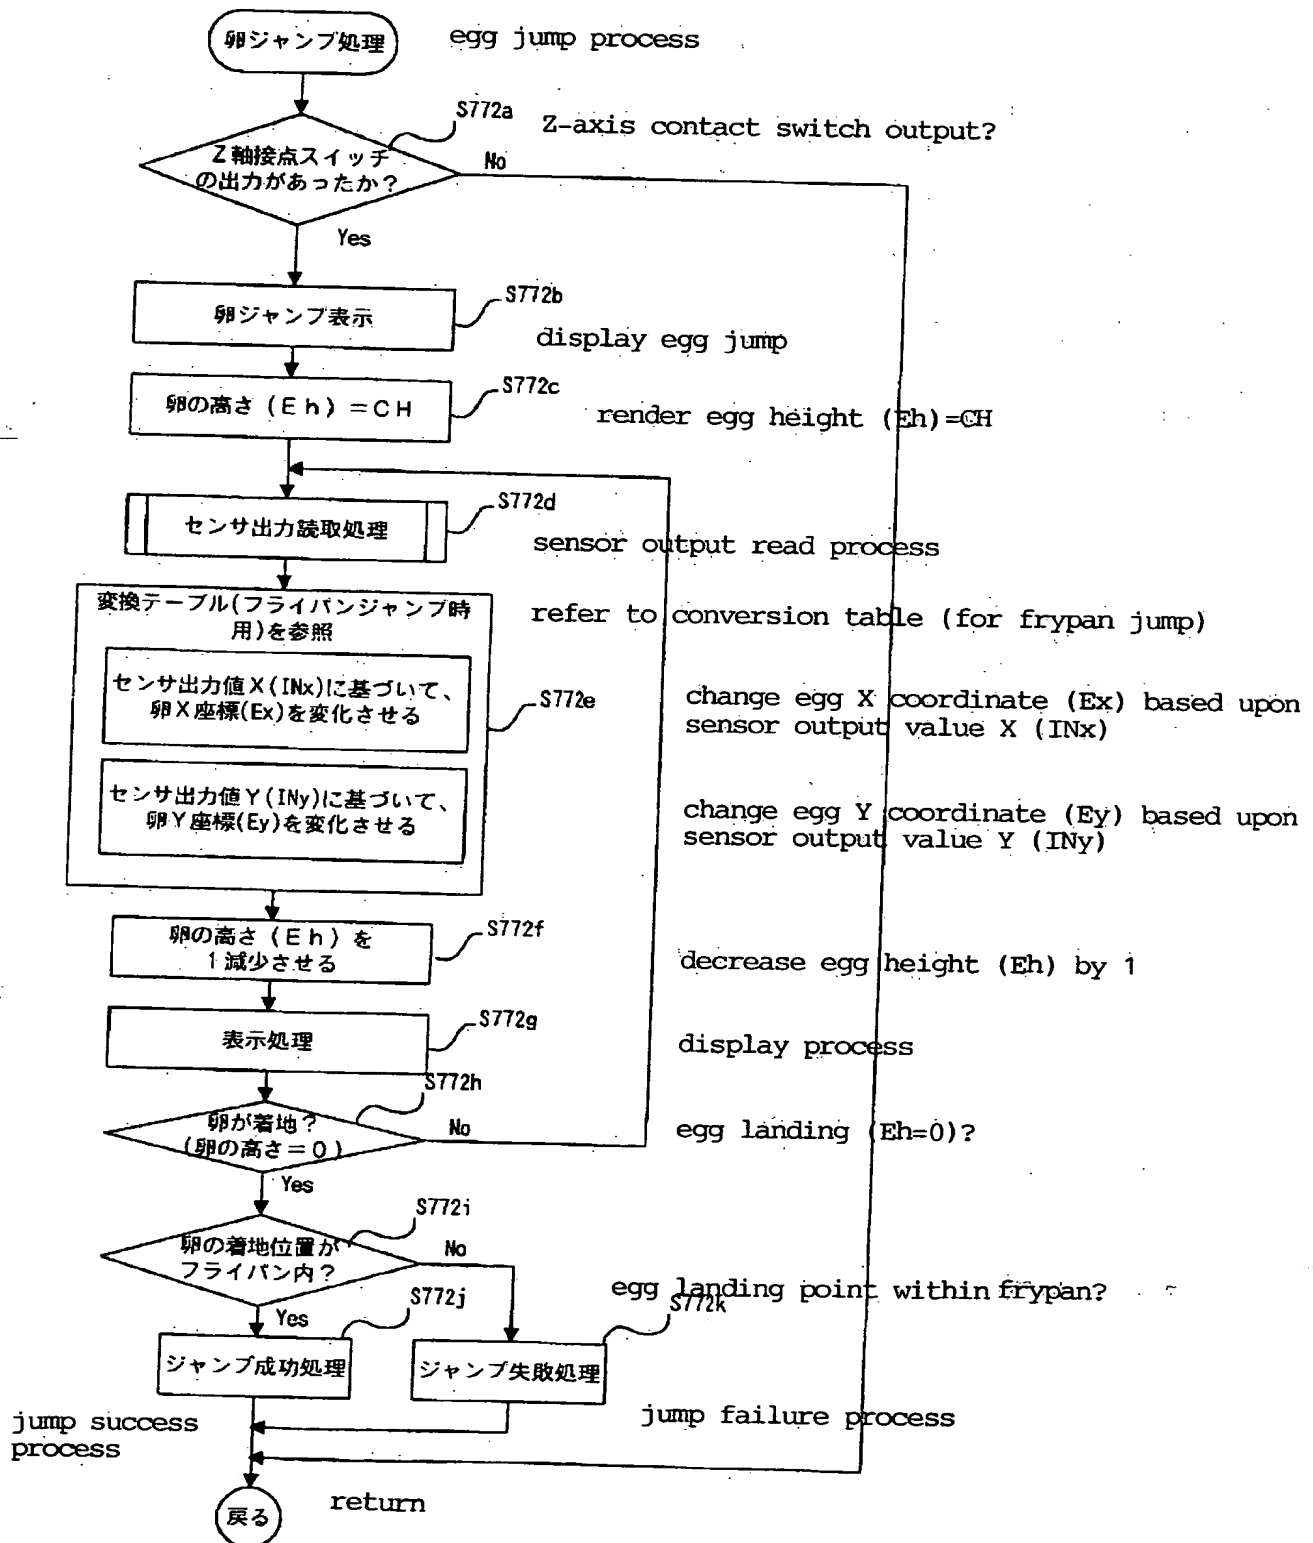 卵ジャンプ処理
egg jump process
S772a
Z-axis contact switch output?
Z軸接点スイッチ
の出力があったか？
No
Yes
S772b
卵ジャンプ表示
display egg jump
S772c
卵の高さ (Eh) =CH
render egg height (Eh)=CH
S772d
センサ出力読取処理
sensor output read process
変換テーブル(フライパンジャンプ時
用)を参照
refer to conversion table (for frypan jump)
センサ出力値X(INx)に基づいて、
卵X座標(Ex)を変化させる
S772e
change egg X coordinate (Ex) based upon
sensor output value X (INx)
センサ出力値Y(INy)に基づいて、
卵Y座標(Ey)を変化させる
change egg Y coordinate (Ey) based upon
sensor output value Y (INy)
S772f
卵の高さ (Eh) を
1減少させる
decrease egg height (Eh) by 1
S772g
表示処理
display process
S772h
卵が着地？
(卵の高さ=0)
No
egg landing (Eh=0)?
Yes
S772i
卵の着地位置が
フライパン内？
No
egg landing point within frypan?
Yes
S772j
S772k
ジャンプ成功処理
ジャンプ失敗処理
jump success
process
jump failure process
return
戻る